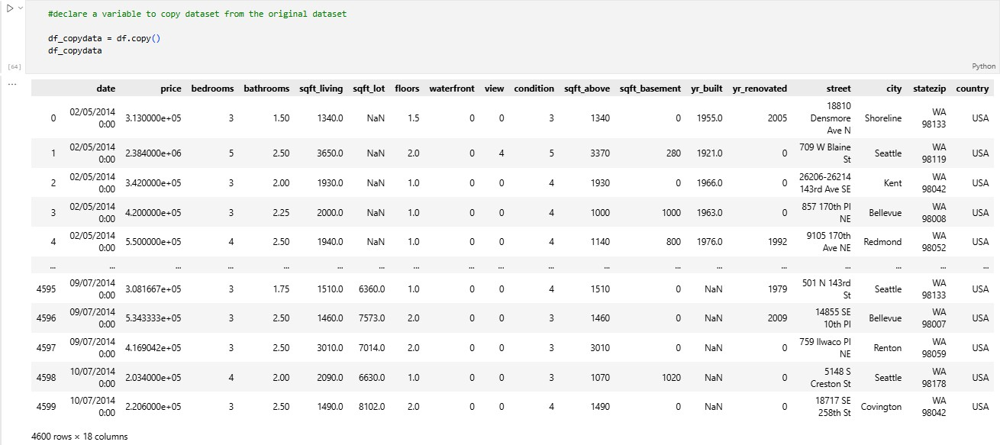 #declare a variable to copy dataset from the original dataset
df_copydata = df.copy()
df_copydata
[64]
Python
...
date price bedrooms bathrooms sqft_living sqft_lot floors waterfront view condition sqft_above sqft_basement yr_built yr_renovated street city statezip country
0 02/05/2014 0:00 3.130000e+05 3 1.50 1340.0 NaN 1.5 0 0 3 1340 0 1955.0 2005 18810 Densmore Ave N Shoreline WA 98133 USA
1 02/05/2014 0:00 2.384000e+06 5 2.50 3650.0 NaN 2.0 0 4 5 3370 280 1921.0 0 709 W Blaine St Seattle WA 98119 USA
2 02/05/2014 0:00 3.420000e+05 3 2.00 1930.0 NaN 1.0 0 0 4 1930 0 1966.0 0 26206-26214 143rd Ave SE Kent WA 98042 USA
3 02/05/2014 0:00 4.200000e+05 3 2.25 2000.0 NaN 1.0 0 0 4 1000 1000 1963.0 0 857 170th Pl NE Bellevue WA 98008 USA
4 02/05/2014 0:00 5.500000e+05 4 2.50 1940.0 NaN 1.0 0 0 4 1140 800 1976.0 1992 9105 170th Ave NE Redmond WA 98052 USA
... ... ... ... ... ... ... ... ... ... ... ... ... ... ... ... ... ... ...
4595 09/07/2014 0:00 3.081667e+05 3 1.75 1510.0 6360.0 1.0 0 0 4 1510 0 NaN 1979 501 N 143rd St Seattle WA 98133 USA
4596 09/07/2014 0:00 5.343333e+05 3 2.50 1460.0 7573.0 2.0 0 0 3 1460 0 NaN 2009 14855 SE 10th Pl Bellevue WA 98007 USA
4597 09/07/2014 0:00 4.169042e+05 3 2.50 3010.0 7014.0 2.0 0 0 3 3010 0 NaN 0 759 Ilwaco Pl NE Renton WA 98059 USA
4598 10/07/2014 0:00 2.034000e+05 4 2.00 2090.0 6630.0 1.0 0 0 3 1070 1020 NaN 0 5148 S Creston St Seattle WA 98178 USA
4599 10/07/2014 0:00 2.206000e+05 3 2.50 1490.0 8102.0 2.0 0 0 4 1490 0 NaN 0 18717 SE 258th St Covington WA 98042 USA
4600 rows × 18 columns